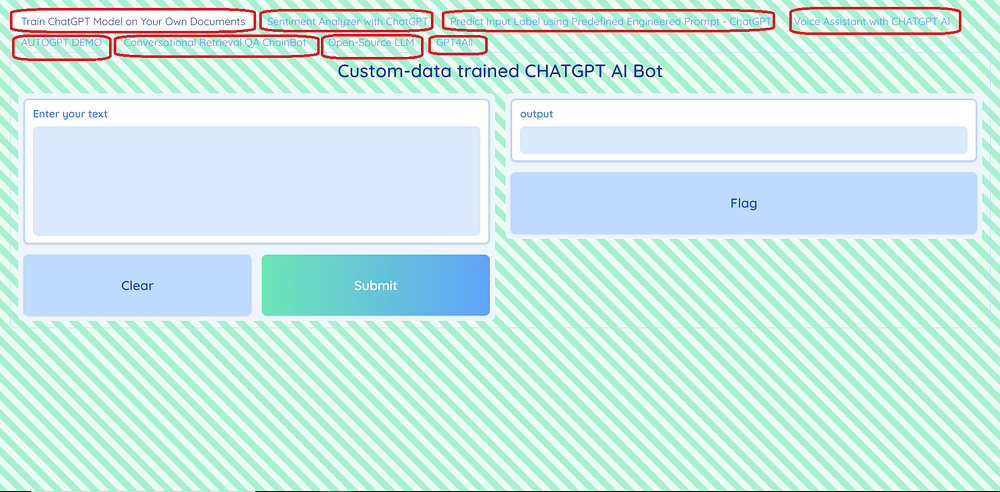 Train ChatGPT Model on Your Own Documents Sentiment Analyzer with ChatGPT Predict Input Label using Predefined Engineered Prompt - ChatGPT Voice Assistant with CHATGPT AI
AUTOGPT DEMO Conversational Retrieval QA ChainBot Open-Source LLM GPT4All
Custom-data trained CHATGPT AI Bot
Enter your text
output
Flag
Clear
Submit